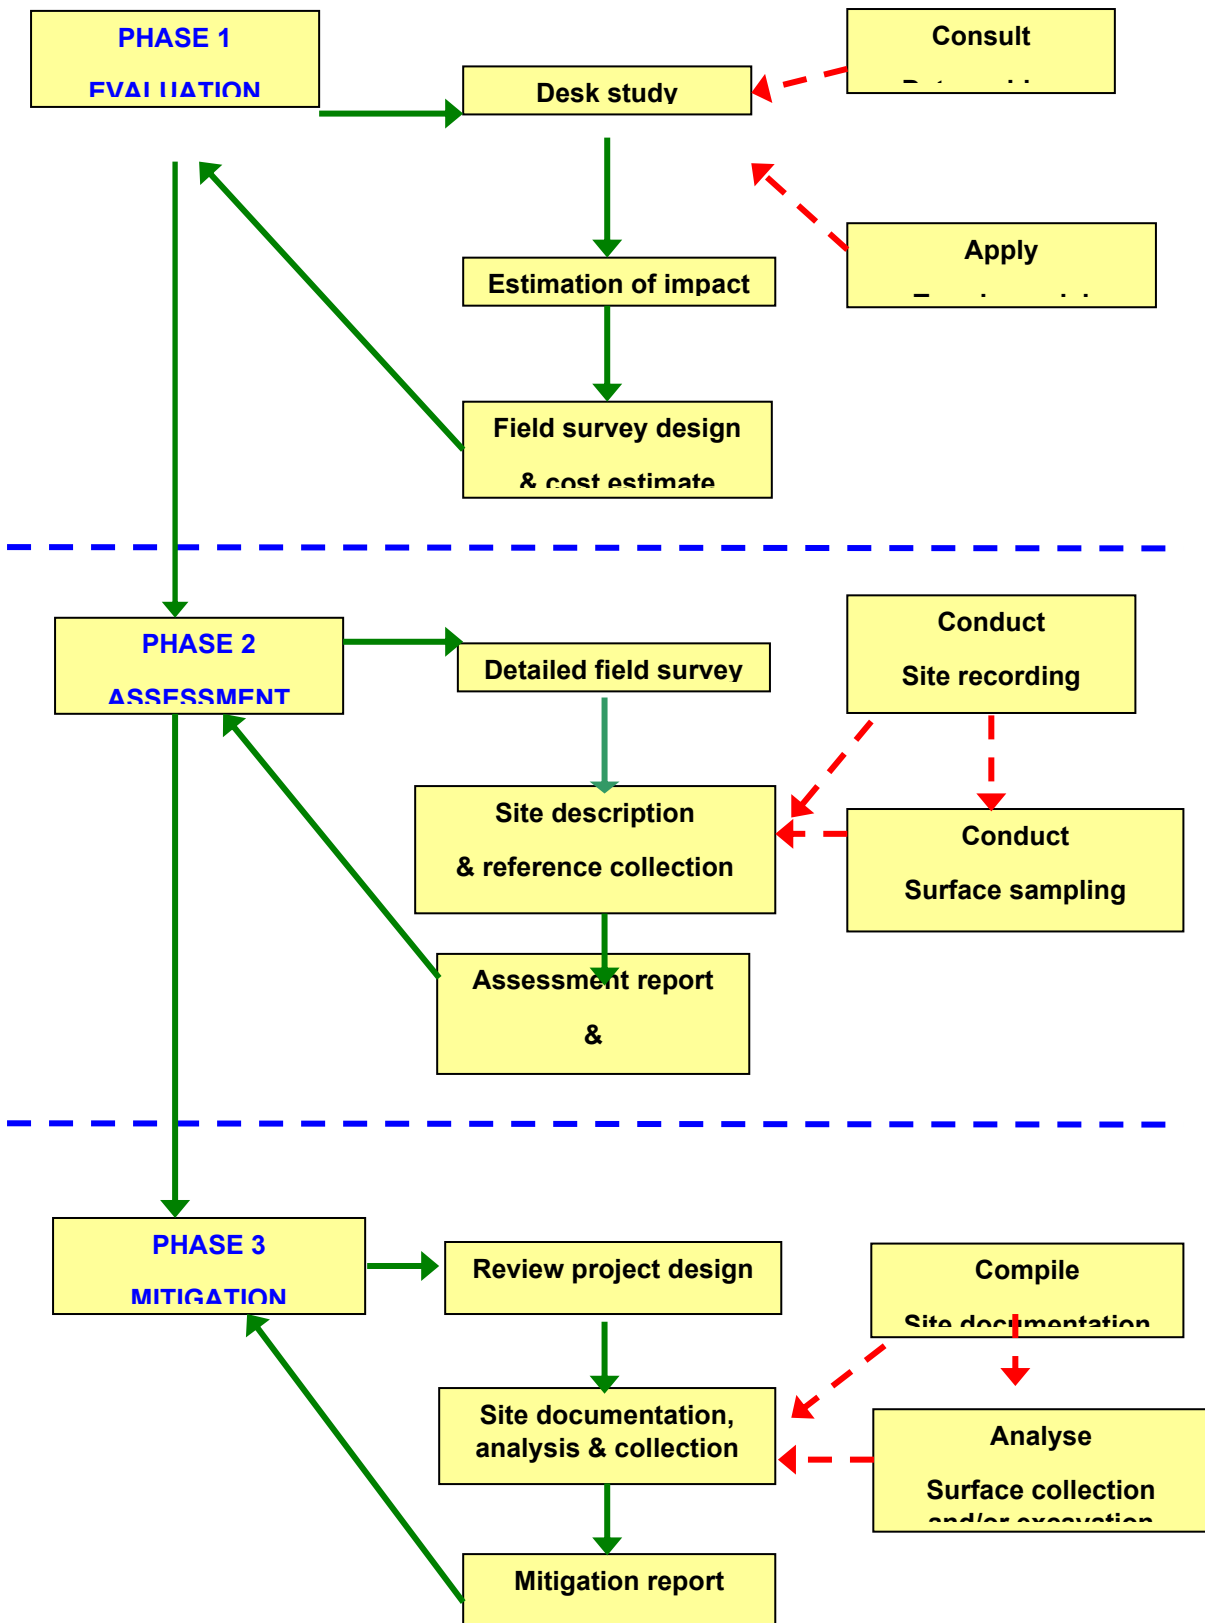 PHASE 1
EVALUATION
Consult
Desk study
Apply
Estimation of impact
Field survey design
& cost estimate
PHASE 2
ASSESSMENT
Detailed field survey
Conduct
Site recording
Site description
& reference collection
Conduct
Surface sampling
Assessment report
&
PHASE 3
MITIGATION
Review project design
Compile
Site documentation
Site documentation,
analysis & collection
Analyse
Surface collection
and/or excavation
Mitigation report